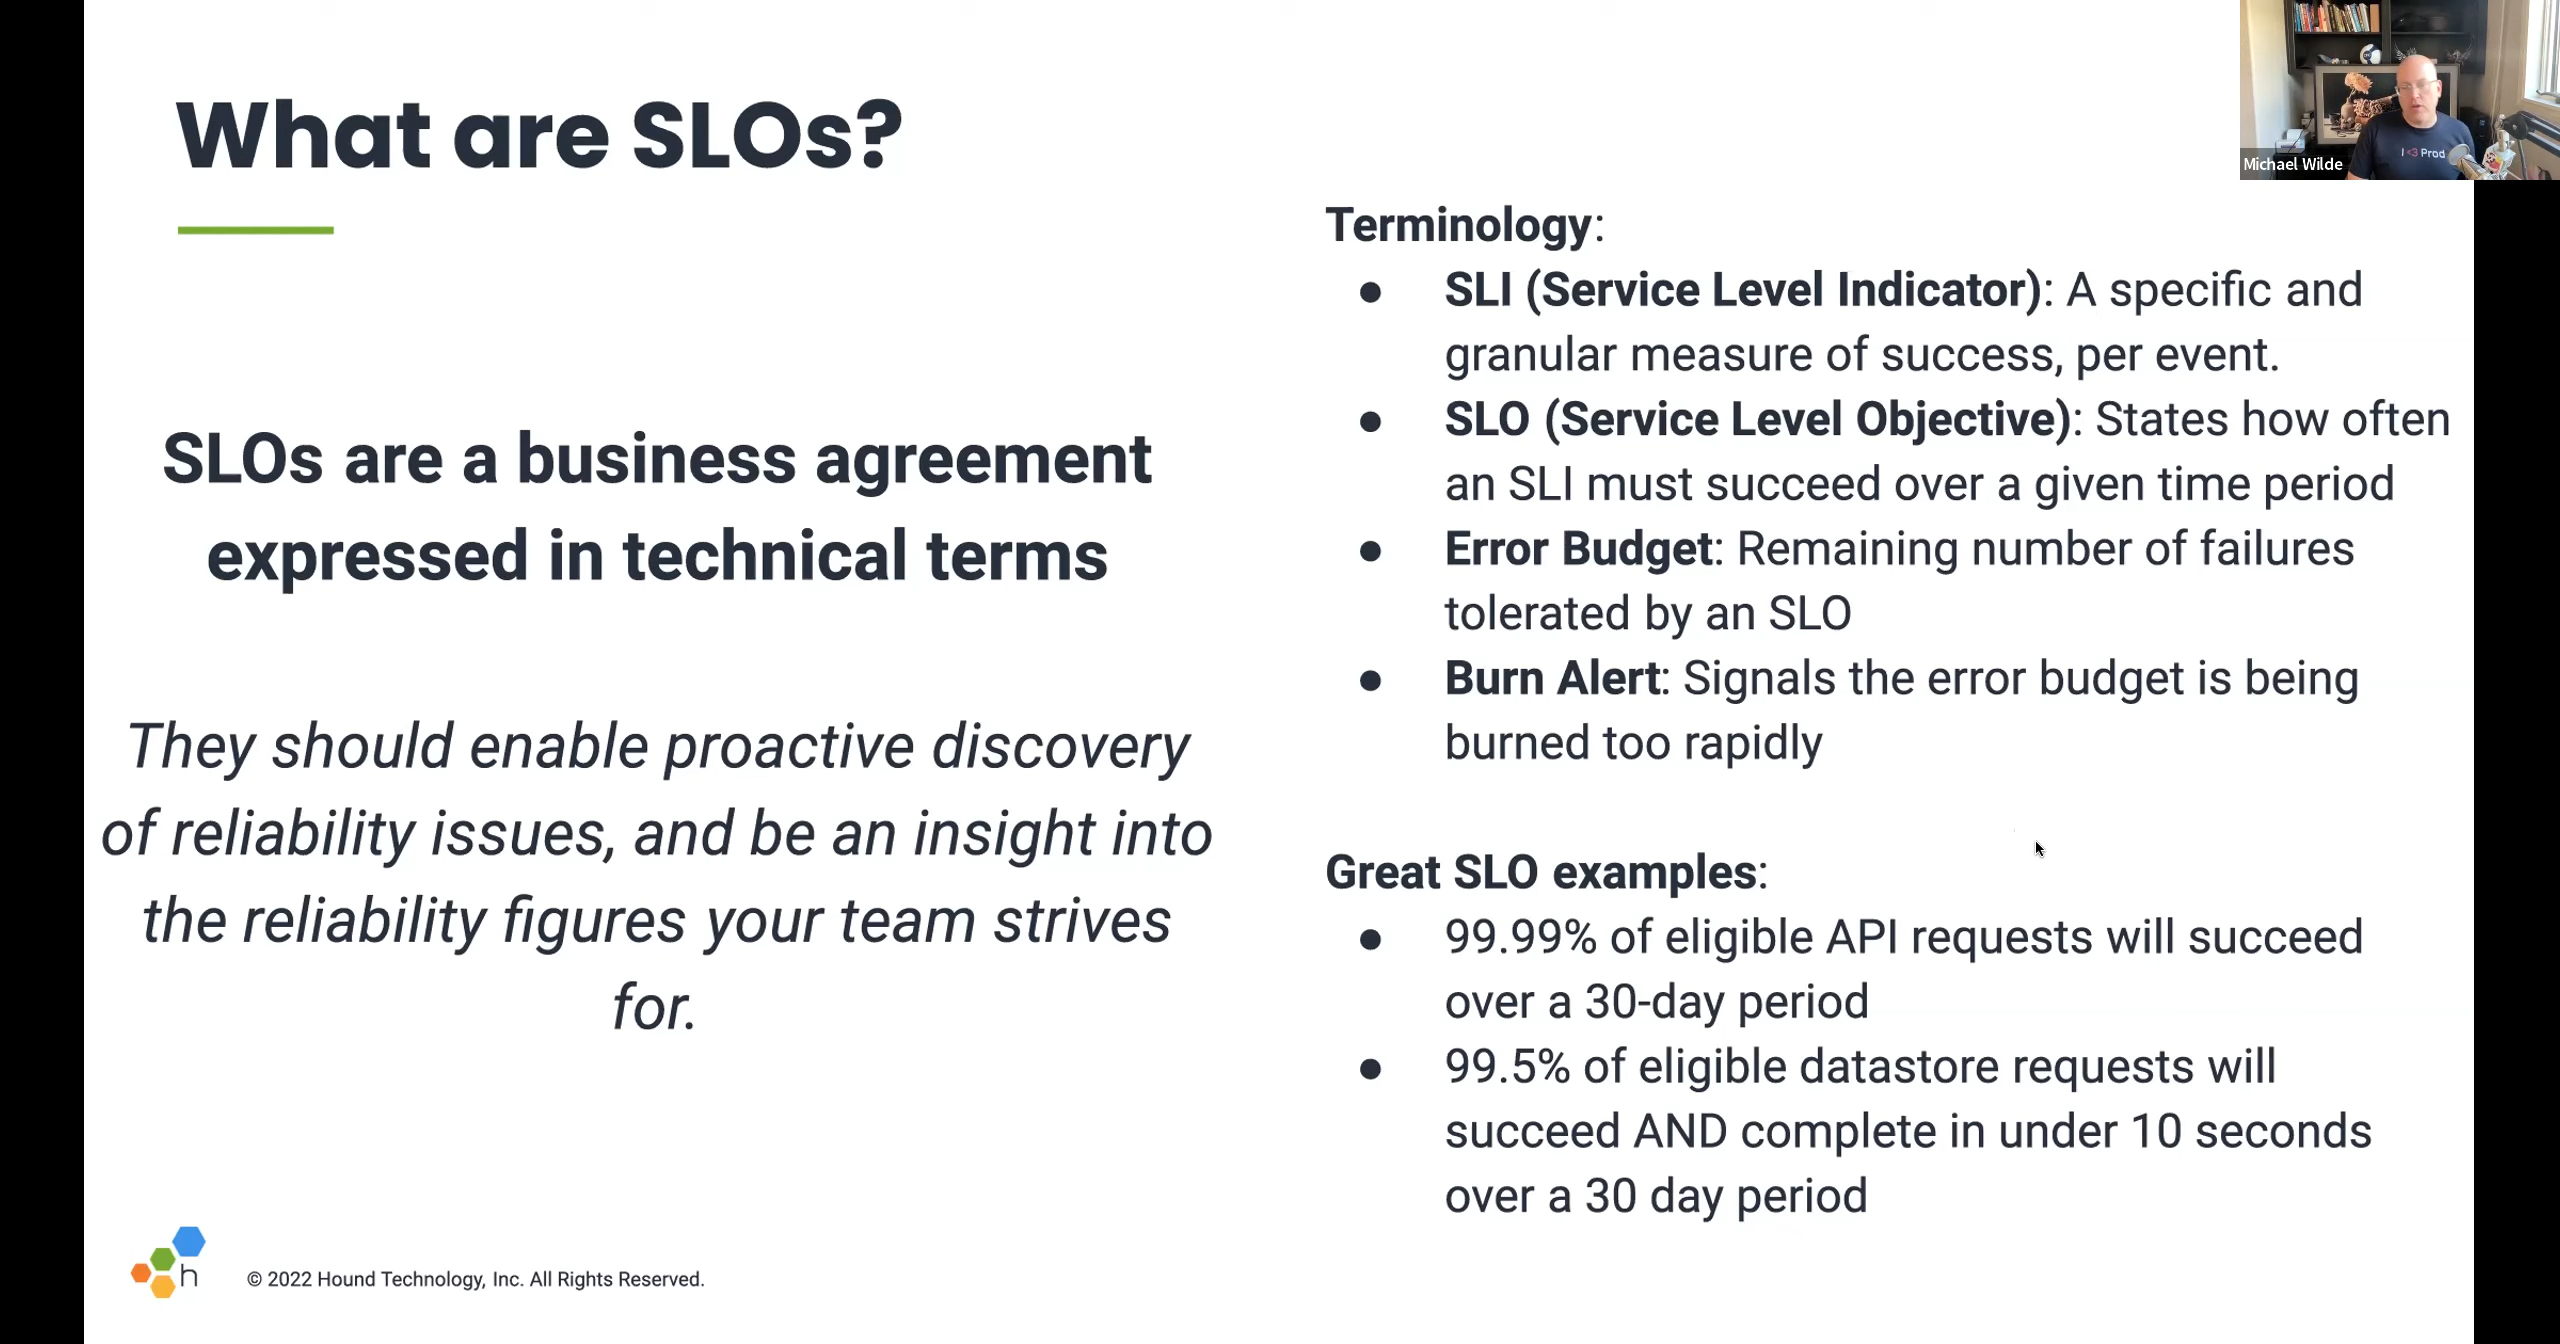 What are SLOs?
SLOs are a business agreement
expressed in technical terms
They should enable proactive discovery
of reliability issues, and be an insight into
the reliability figures your team strives
for.
Terminology:
● SLI (Service Level Indicator): A specific and
granular measure of success, per event.
● SLO (Service Level Objective): States how often
an SLI must succeed over a given time period
● Error Budget: Remaining number of failures
tolerated by an SLO
● Burn Alert: Signals the error budget is being
burned too rapidly
Great SLO examples:
● 99.99% of eligible API requests will succeed
over a 30-day period
● 99.5% of eligible datastore requests will
succeed AND complete in under 10 seconds
over a 30 day period
h
© 2022 Hound Technology, Inc. All Rights Reserved.
I <3 Prod
Michael Wilde